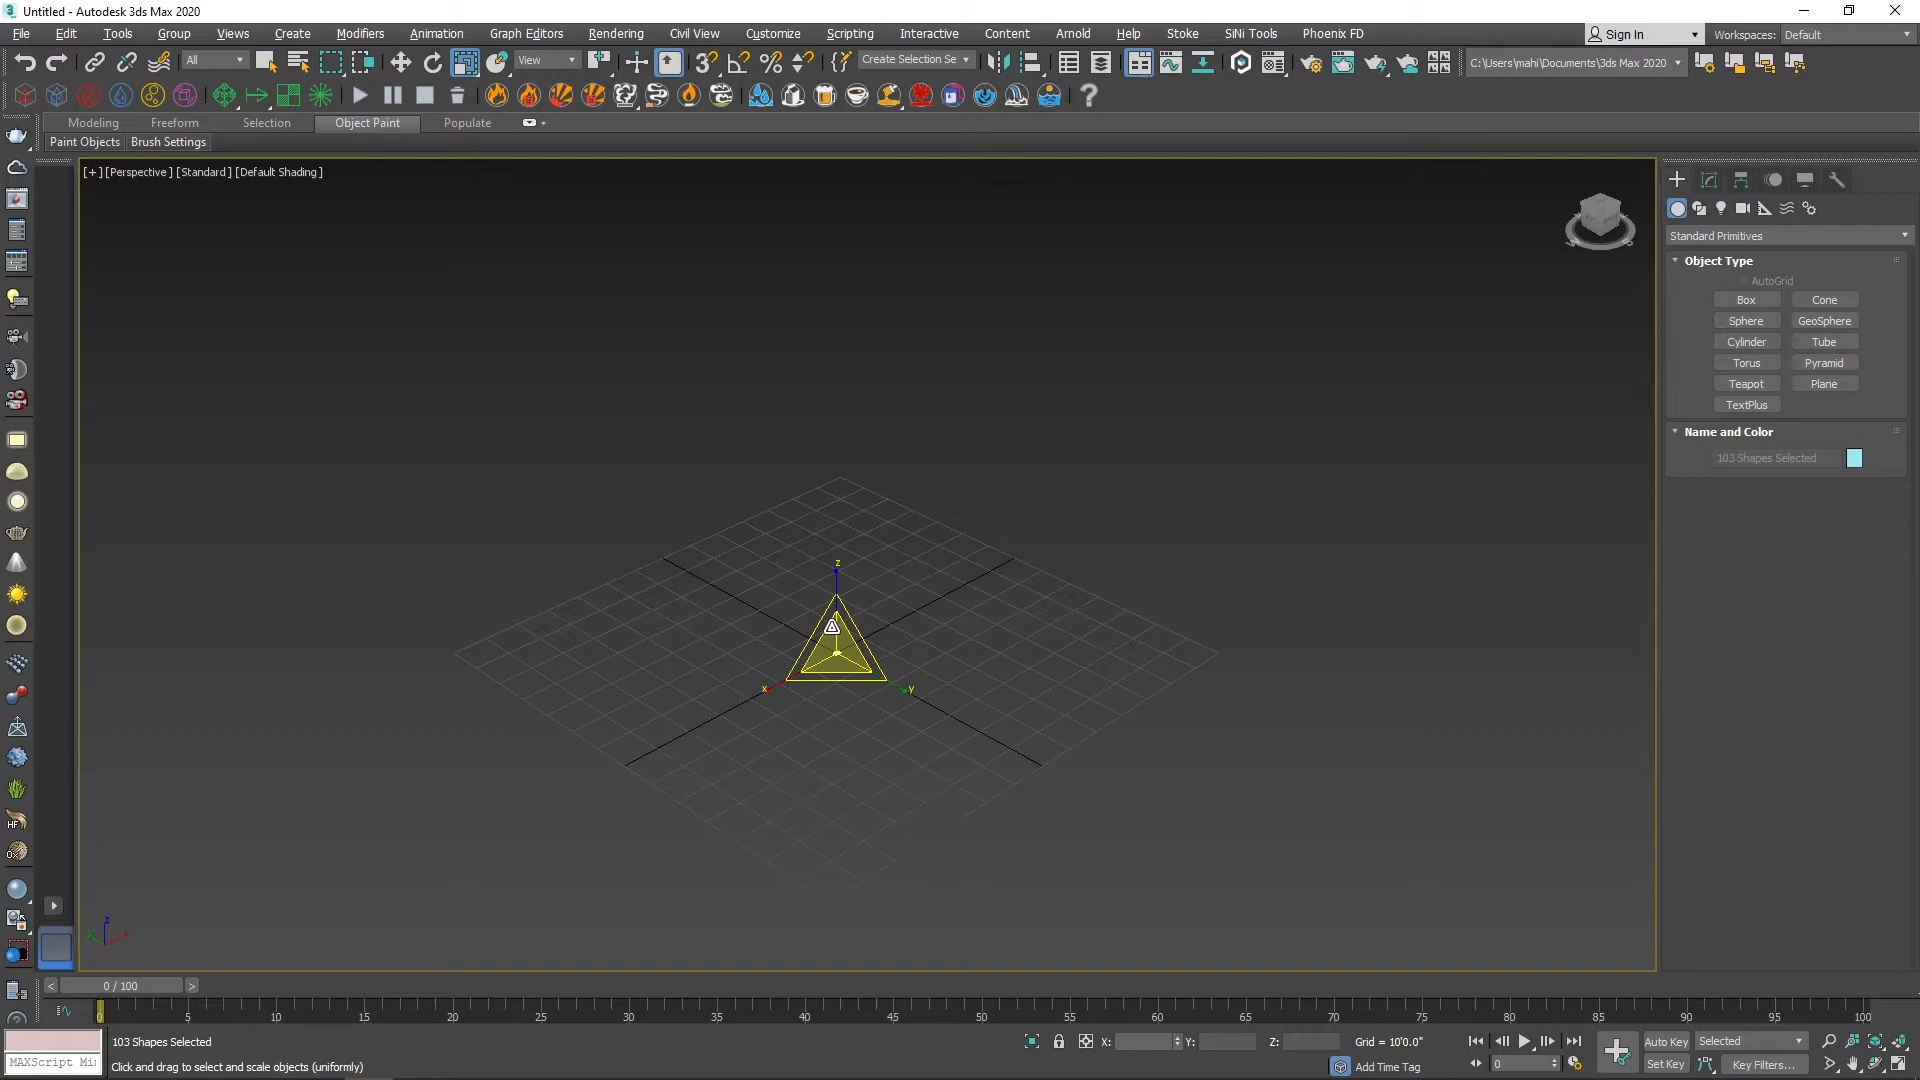 Untitled - Autodesk 3ds Max 2020
File Edit Tools Group Views Create Modifiers Animation Graph Editors Rendering Civil View Customize Scripting Interactive Content Arnold Help Stoke SiNi Tools Phoenix FD Sign In Workspaces: Default
All View Create Selection Se C:\Users\mahi\Documents\3ds Max 2020
Modeling Freeform Selection Object Paint Populate
Paint Objects Brush Settings
[+] [Perspective] [Standard] [Default Shading]
Standard Primitives
Object Type
AutoGrid
Box Cone
Sphere GeoSphere
Cylinder Tube
Torus Pyramid
Teapot Plane
TextPlus
Name and Color
103 Shapes Selected
z
x y
HF
z
< 0 / 100 >
0 5 10 15 20 25 30 35 40 45 50 55 60 65 70 75 80 85 90 95 100
103 Shapes Selected X: Y: Z: Grid = 10'0.0" Auto Key Selected
MAXScript Mi Click and drag to select and scale objects (uniformly) Add Time Tag 0 Set Key Key Filters...